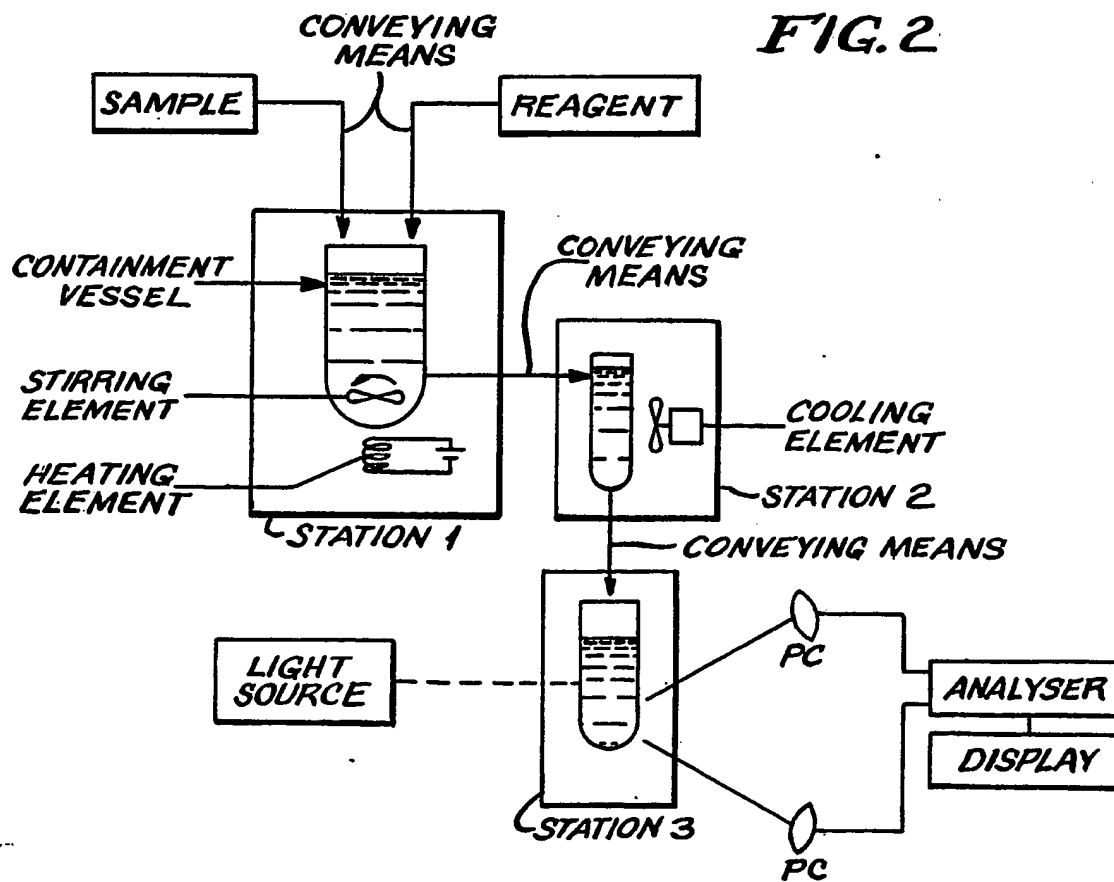 FIG. 2
CONVEYING
MEANS
SAMPLE
REAGENT
CONTAINMENT
VESSEL
CONVEYING
MEANS
STIRRING
ELEMENT
COOLING
ELEMENT
HEATING
ELEMENT
STATION 1
STATION 2
CONVEYING MEANS
LIGHT
SOURCE
PC
ANALYSER
DISPLAY
STATION 3
PC